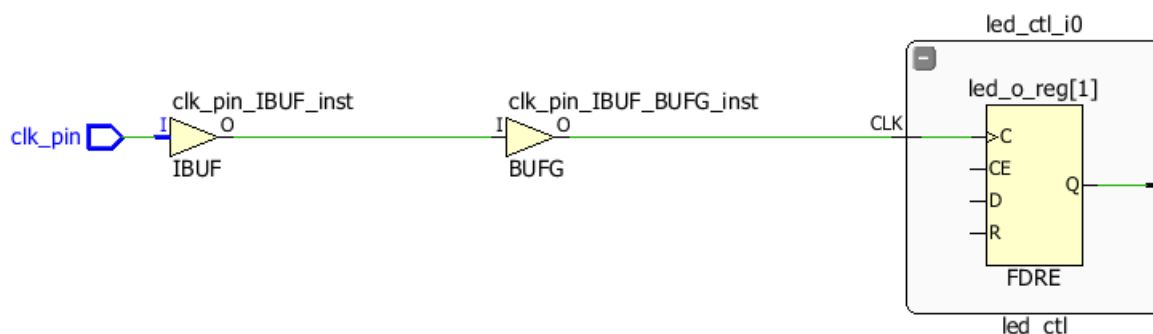 led_ctl_i0
led_o_reg[1]
clk_pin_IBUF_inst
clk_pin_IBUF_BUFG_inst
clk_pin
I
O
I
O
CLK
C
IBUF
BUFG
CE
Q
D
R
FDRE
led_ctl